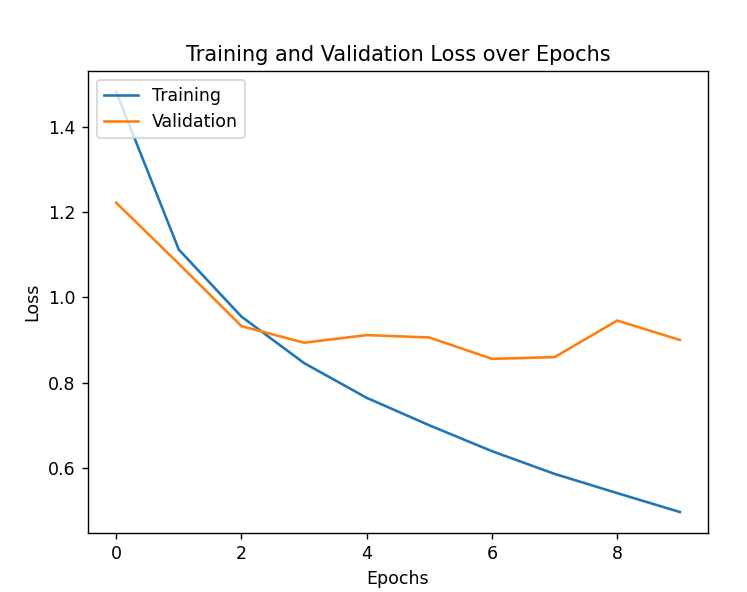 Training and Validation Loss over Epochs
Training
Validation
1.4
1.2
1.0
0.8
0.6
Loss
0
2
4
6
8
Epochs